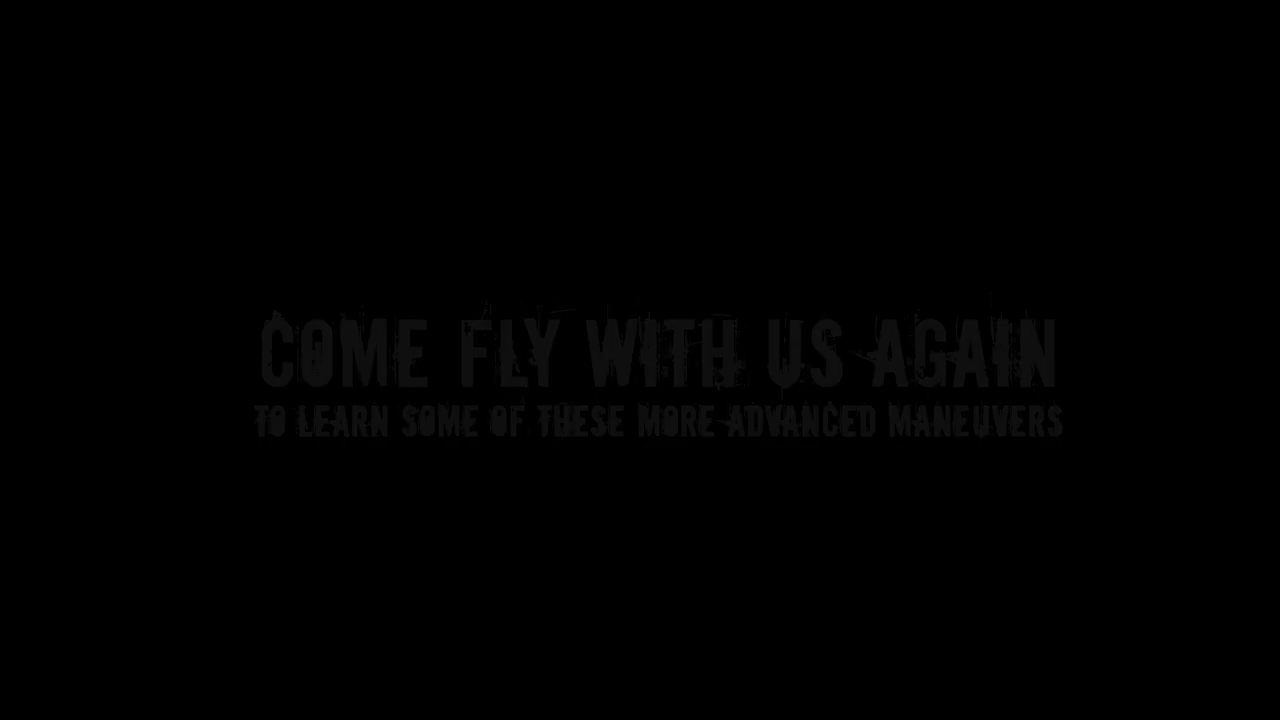 COME FLY WITH US AGAIN
TO LEARN SOME OF THESE MORE ADVANCED MANEUVERS